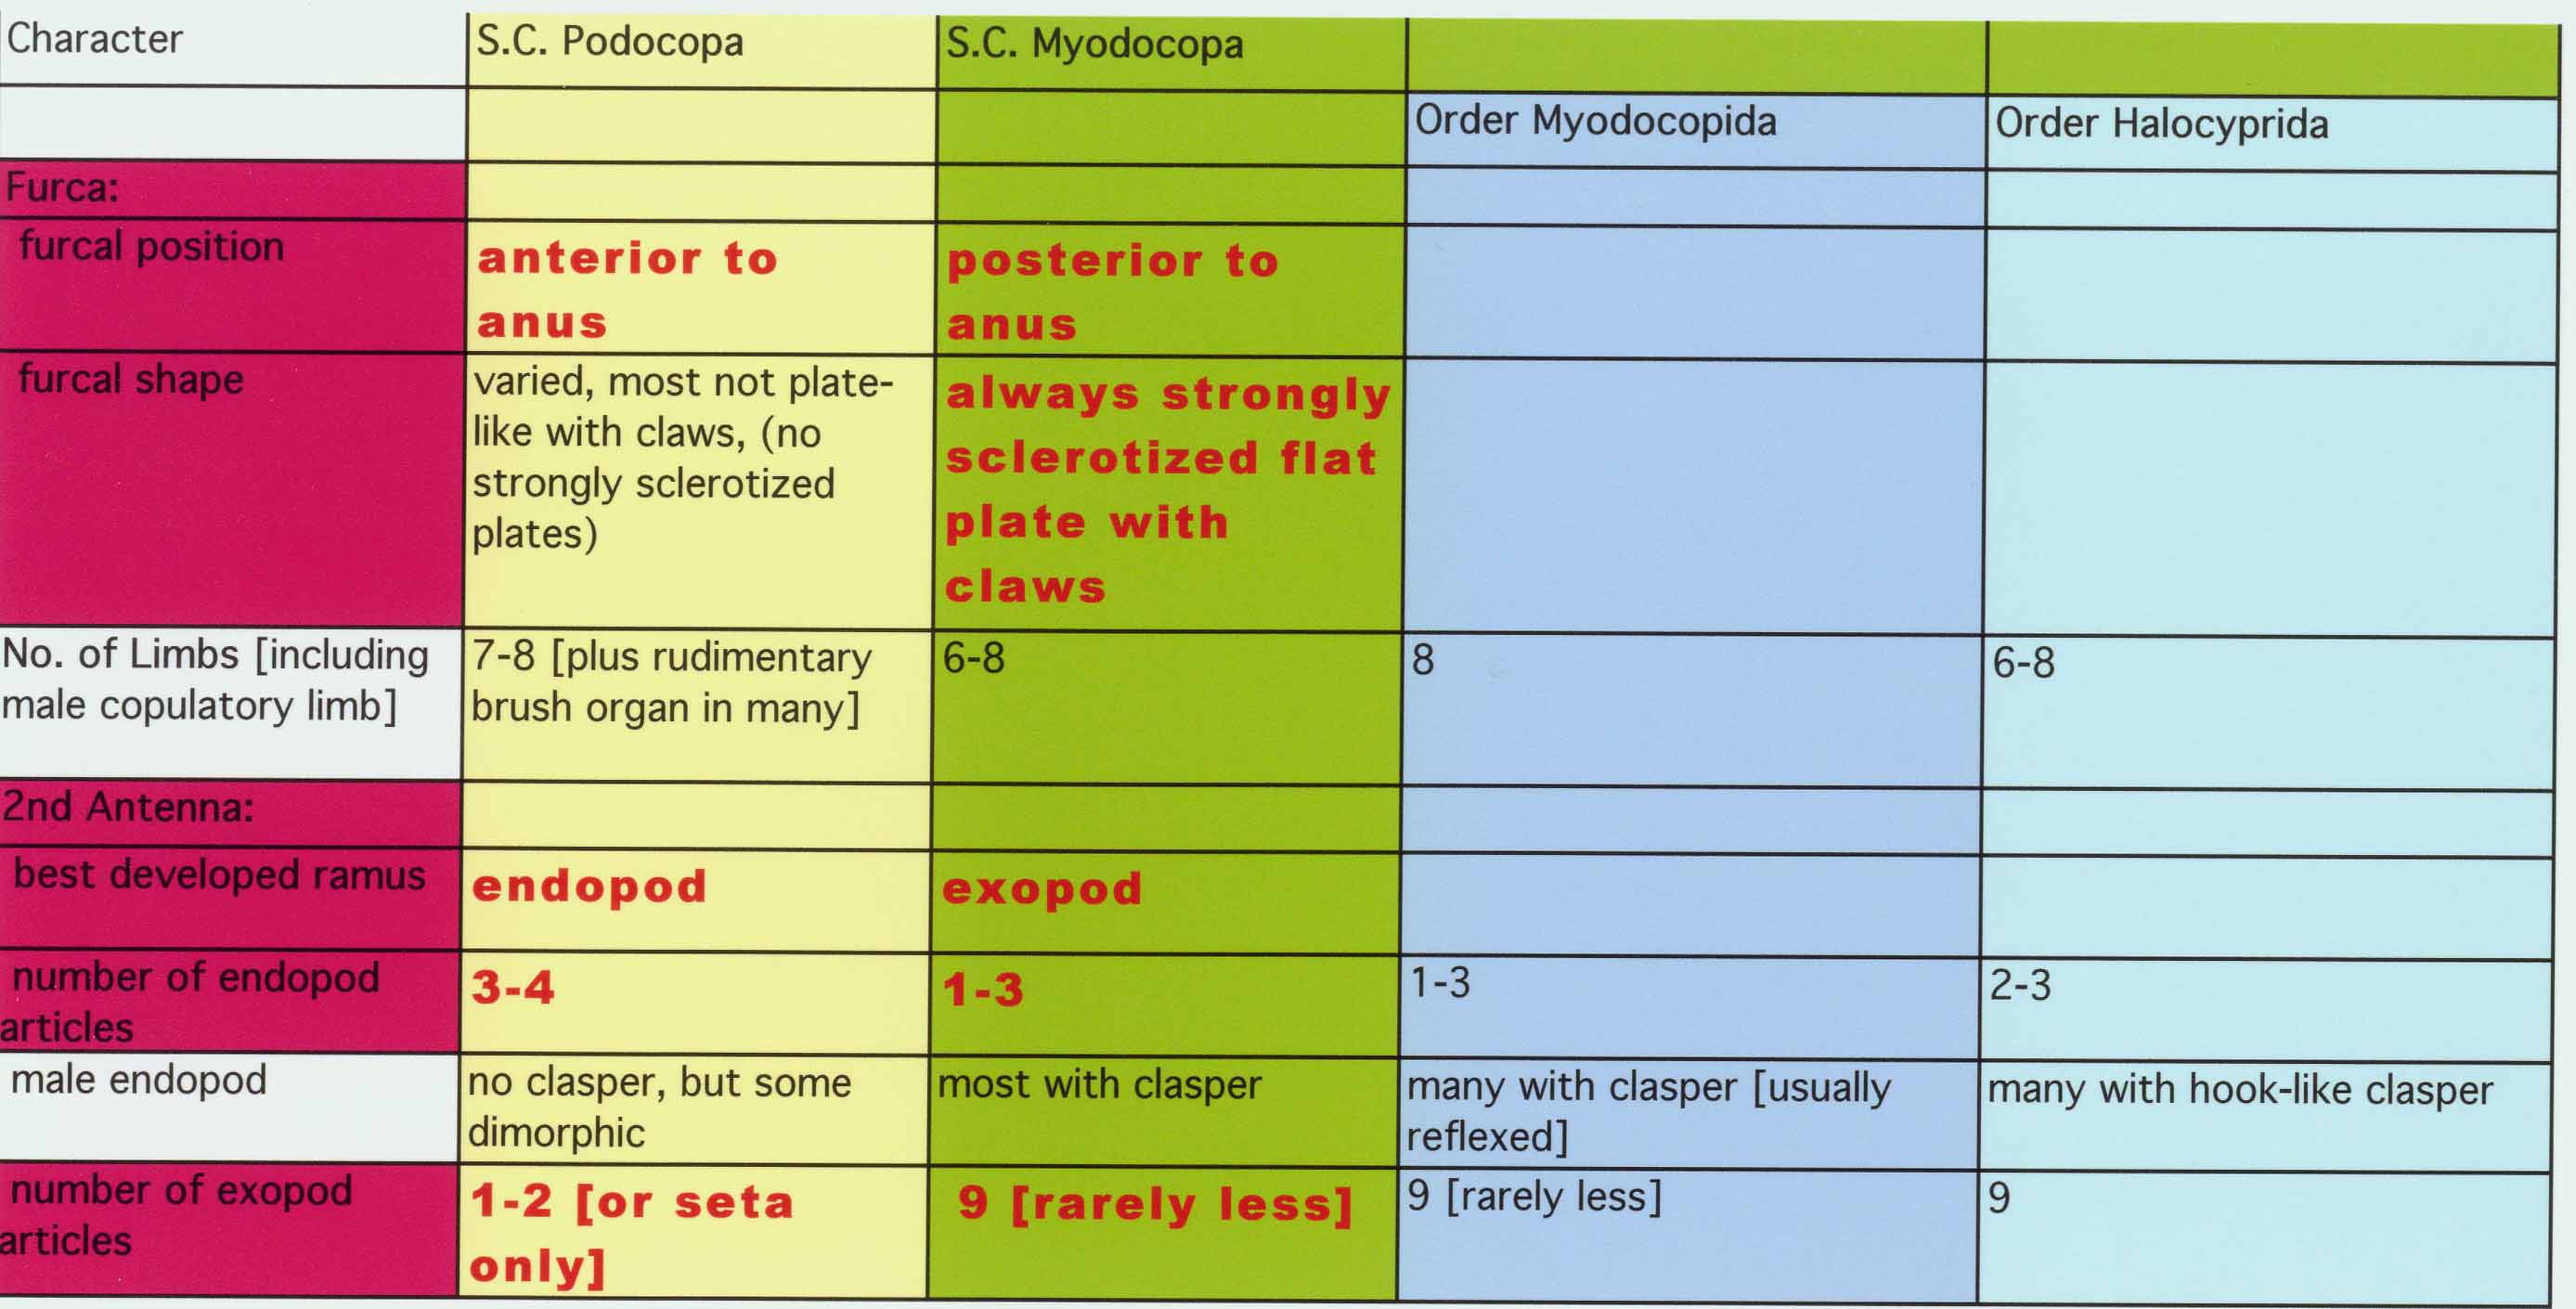 Character
S.C. Podocopa
S.C. Myodocopa
Order Myodocopida
Order Halocyprida
Furca:
furcal position
anterior to
anus
posterior to
anus
furcal shape
varied, most not plate-
like with claws, (no
strongly sclerotized
plates)
always strongly
sclerotized flat
plate with
claws
No. of Limbs [including
male copulatory limb]
7-8 [plus rudimentary
brush organ in many]
6-8
8
6-8
2nd Antenna:
best developed ramus
endopod
exopod
number of endopod
articles
3-4
1-3
1-3
2-3
male endopod
no clasper, but some
dimorphic
most with clasper
many with clasper [usually
reflexed]
many with hook-like clasper
number of exopod
articles
1-2 [or seta
only]
9 [rarely less]
9 [rarely less]
9